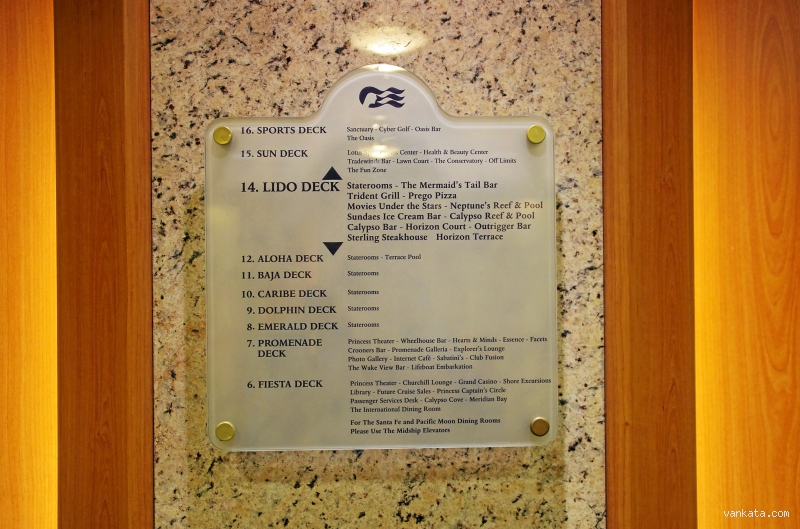 16. SPORTS DECK Sanctuary - Cyber Golf - Oasis Bar
The Oasis
15. SUN DECK Lotus Center - Health & Beauty Center
Tradewinds Bar - Lawn Court - The Conservatory - Off Limits
The Fun Zone
14. LIDO DECK Staterooms - The Mermaid's Tail Bar
Trident Grill - Prego Pizza
Movies Under the Stars - Neptune's Reef & Pool
Sundaes Ice Cream Bar - Calypso Reef & Pool
Calypso Bar - Horizon Court - Outrigger Bar
Sterling Steakhouse Horizon Terrace
12. ALOHA DECK Staterooms - Terrace Pool
11. BAJA DECK Staterooms
10. CARIBE DECK Staterooms
9. DOLPHIN DECK Staterooms
8. EMERALD DECK Staterooms
7. PROMENADE DECK Princess Theater - Wheelhouse Bar - Hearts & Minds - Essence - Facets
Crooners Bar - Promenade Galleria - Explorer's Lounge
Photo Gallery - Internet Café - Sabatini's - Club Fusion
The Wake View Bar - Lifeboat Embarkation
6. FIESTA DECK Princess Theater - Churchill Lounge - Grand Casino - Shore Excursions
Library - Future Cruise Sales - Princess Captain's Circle
Passenger Services Desk - Calypso Cove - Meridian Bay
The International Dining Room
For The Santa Fe and Pacific Moon Dining Rooms
Please Use The Midship Elevators
vankata.com